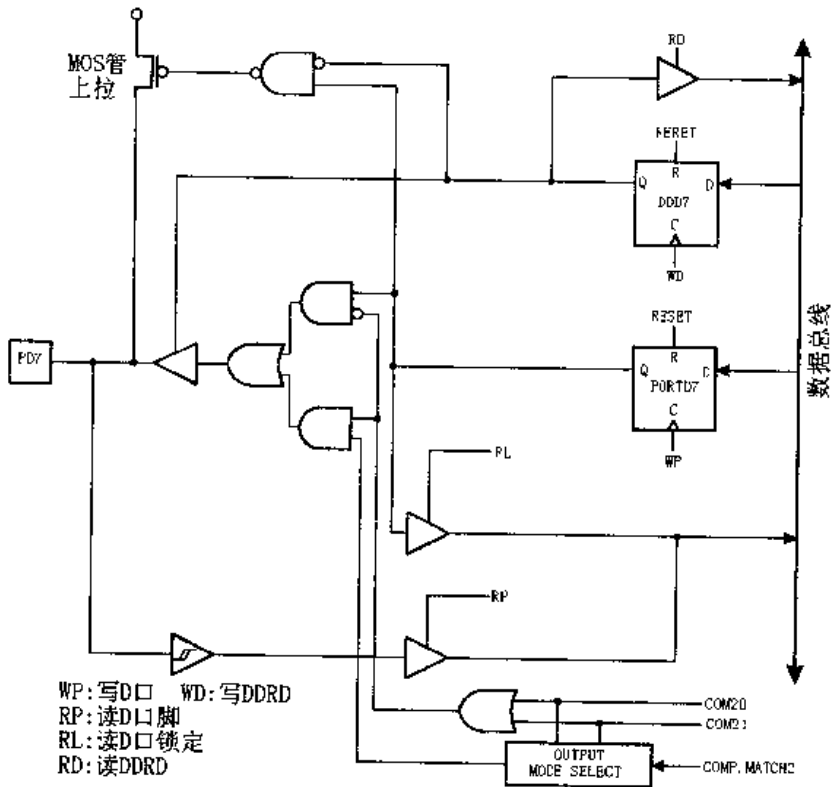 MOS管
上拉
RD
RERET
R
Q
D
DDD7
C
WD
RESET
R
Q
D
PORTD7
C
WP
数据总线
PD7
RL
RP
WP:写D口 WD:写DDRD
RP:读D口脚
RL:读D口锁定
RD:读DDRD
COM20
COM21
OUTPUT
MODE SELECT
COMP.MATCH2